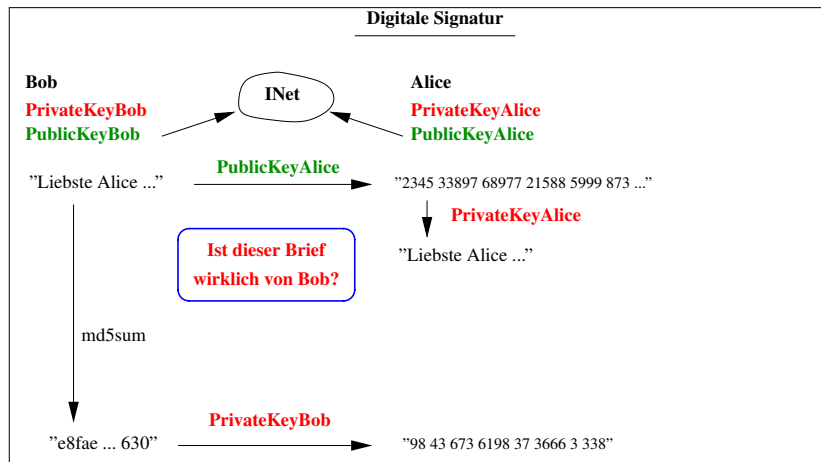 Digitale Signatur
Bob
INet
Alice
PrivateKeyBob
PrivateKeyAlice
PublicKeyBob
PublicKeyAlice
PublicKeyAlice
”Liebste Alice ...”
”2345 33897 68977 21588 5999 873 ...”
PrivateKeyAlice
Ist dieser Brief
wirklich von Bob?
”Liebste Alice ...”
md5sum
PrivateKeyBob
”e8fae ... 630”
”98 43 673 6198 37 3666 3 338”